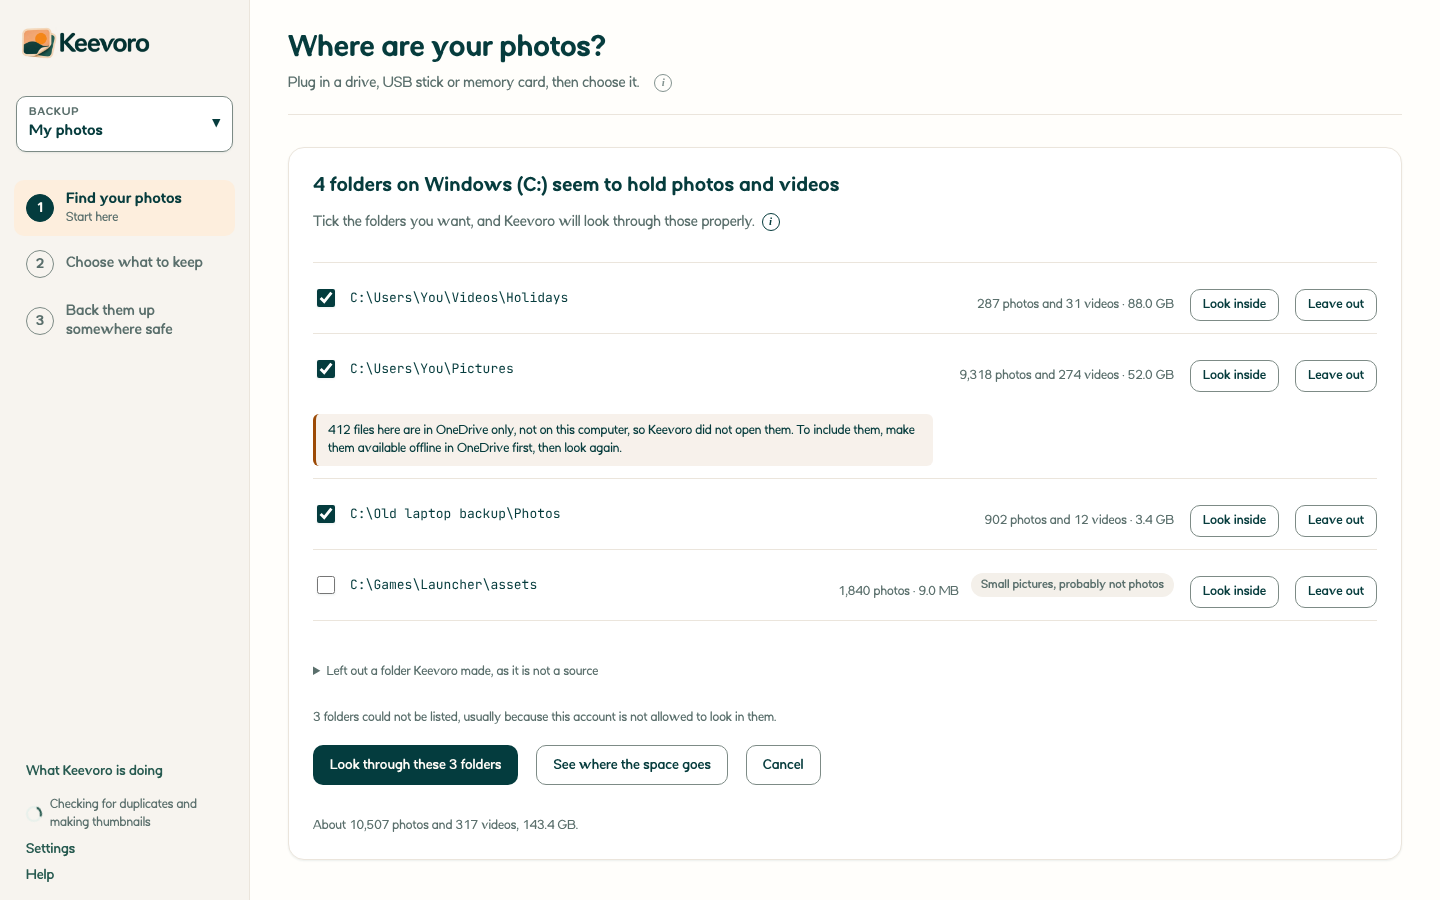 Keevoro
BACKUP
My photos
1
Find your photos
Start here
2
Choose what to keep
3
Back them up
somewhere safe
What Keevoro is doing
Checking for duplicates and
making thumbnails
Settings
Help
Where are your photos?
Plug in a drive, USB stick or memory card, then choose it. i
4 folders on Windows (C:) seem to hold photos and videos
Tick the folders you want, and Keevoro will look through those properly. i
C:\Users\You\Videos\Holidays 287 photos and 31 videos · 88.0 GB Look inside Leave out
C:\Users\You\Pictures 9,318 photos and 274 videos · 52.0 GB Look inside Leave out
412 files here are in OneDrive only, not on this computer, so Keevoro did not open them. To include them, make
them available offline in OneDrive first, then look again.
C:\Old laptop backup\Photos 902 photos and 12 videos · 3.4 GB Look inside Leave out
C:\Games\Launcher\assets 1,840 photos · 9.0 MB Small pictures, probably not photos Look inside Leave out
Left out a folder Keevoro made, as it is not a source
3 folders could not be listed, usually because this account is not allowed to look in them.
Look through these 3 folders See where the space goes Cancel
About 10,507 photos and 317 videos, 143.4 GB.